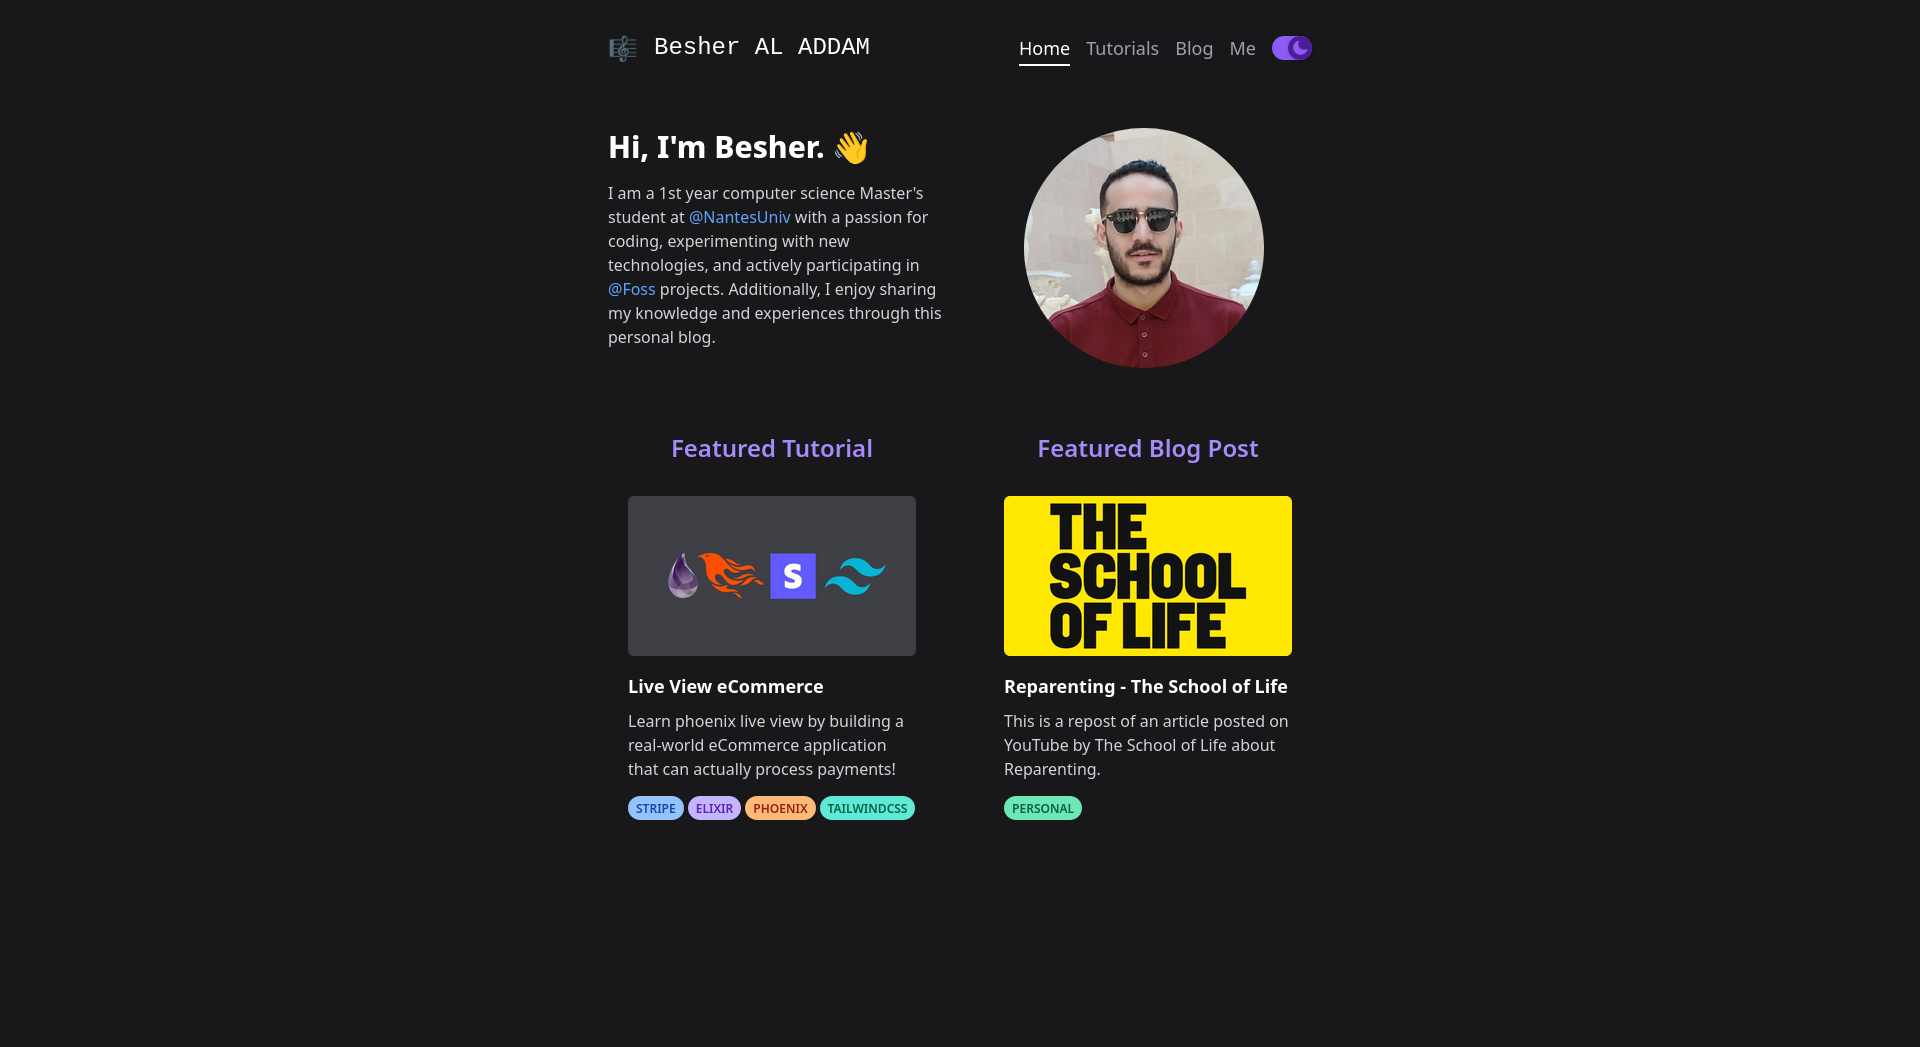 Besher AL ADDAM
Home Tutorials Blog Me
Hi, I'm Besher. 👋
I am a 1st year computer science Master's
student at @NantesUniv with a passion for
coding, experimenting with new
technologies, and actively participating in
@Foss projects. Additionally, I enjoy sharing
my knowledge and experiences through this
personal blog.
Featured Tutorial
S
Live View eCommerce
Learn phoenix live view by building a
real-world eCommerce application
that can actually process payments!
STRIPE ELIXIR PHOENIX TAILWINDCSS
Featured Blog Post
THE
SCHOOL
OF LIFE
Reparenting - The School of Life
This is a repost of an article posted on
YouTube by The School of Life about
Reparenting.
PERSONAL